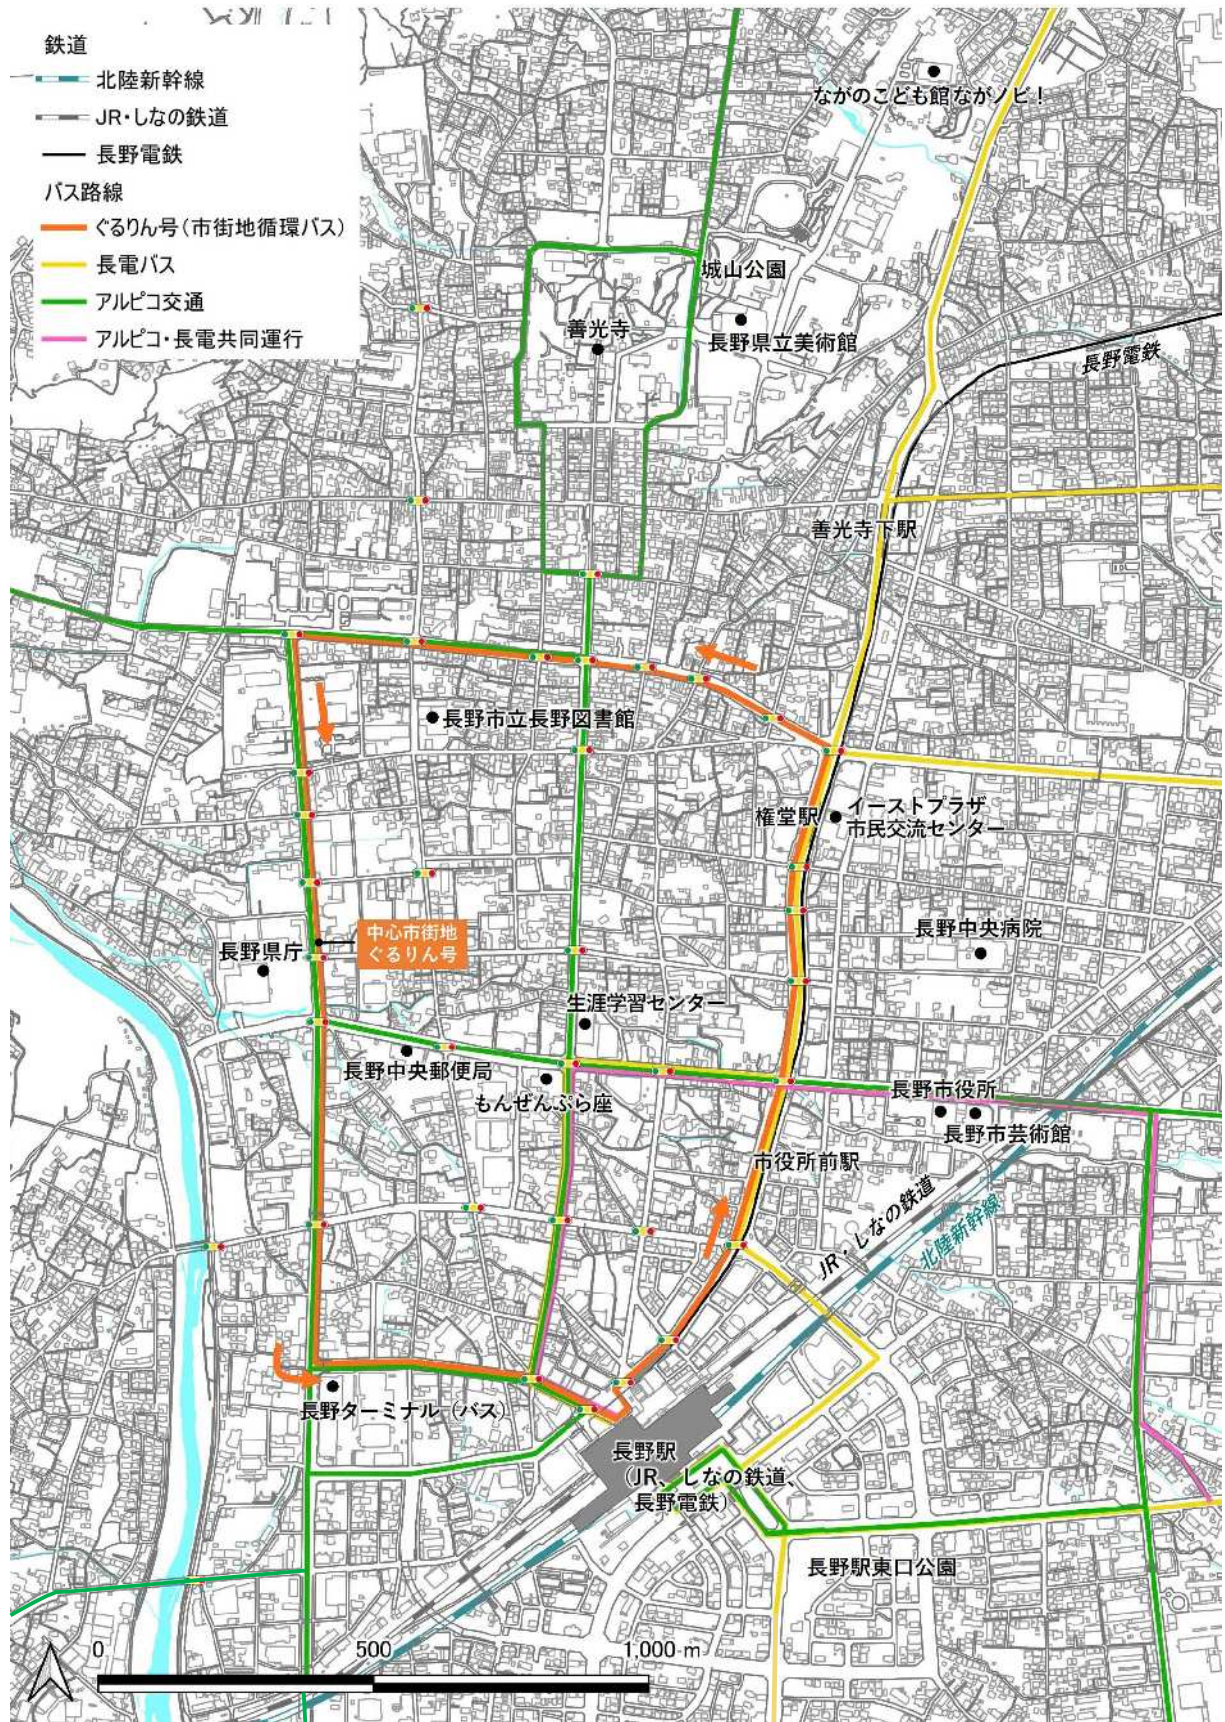 鉄道
北陸新幹線
JR・しなの鉄道
長野電鉄
バス路線
ぐるりん号(市街地循環バス)
長電バス
アルピコ交通
アルピコ・長電共同運行
ながのこども館ながノビ!
城山公園
善光寺
長野県立美術館
長野電鉄
善光寺下駅
長野市立長野図書館
権堂駅
イーストプラザ
市民交流センター
中心市街地
ぐるりん号
長野県庁
長野中央病院
生涯学習センター
長野中央郵便局
もんぜんぷら座
長野市役所
長野市芸術館
市役所前駅
JR・しなの鉄道
北陸新幹線
長野ターミナル(バス)
長野駅
(JR、しなの鉄道、
長野電鉄)
長野駅東口公園
0 500 1,000 m